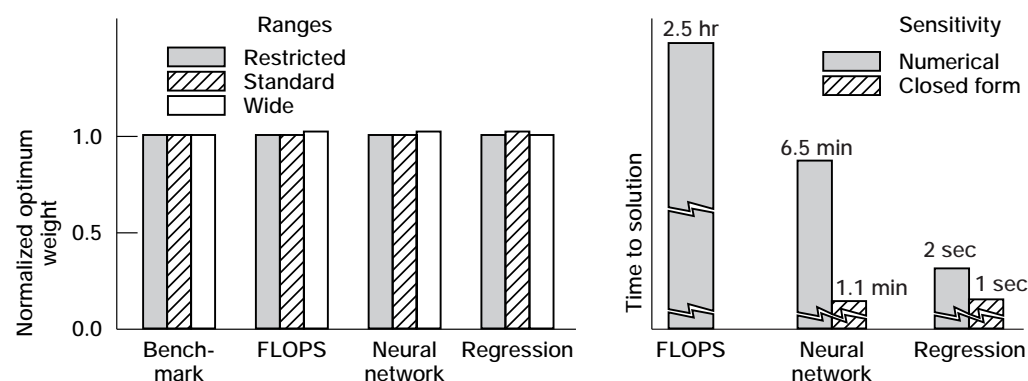 Ranges
Restricted
Standard
Wide
Normalized optimum
weight
1.0
0.5
0.0
Bench-
mark
FLOPS
Neural
network
Regression
Sensitivity
Numerical
Closed form
Time to solution
2.5 hr
6.5 min
1.1 min
2 sec
1 sec
FLOPS
Neural
network
Regression